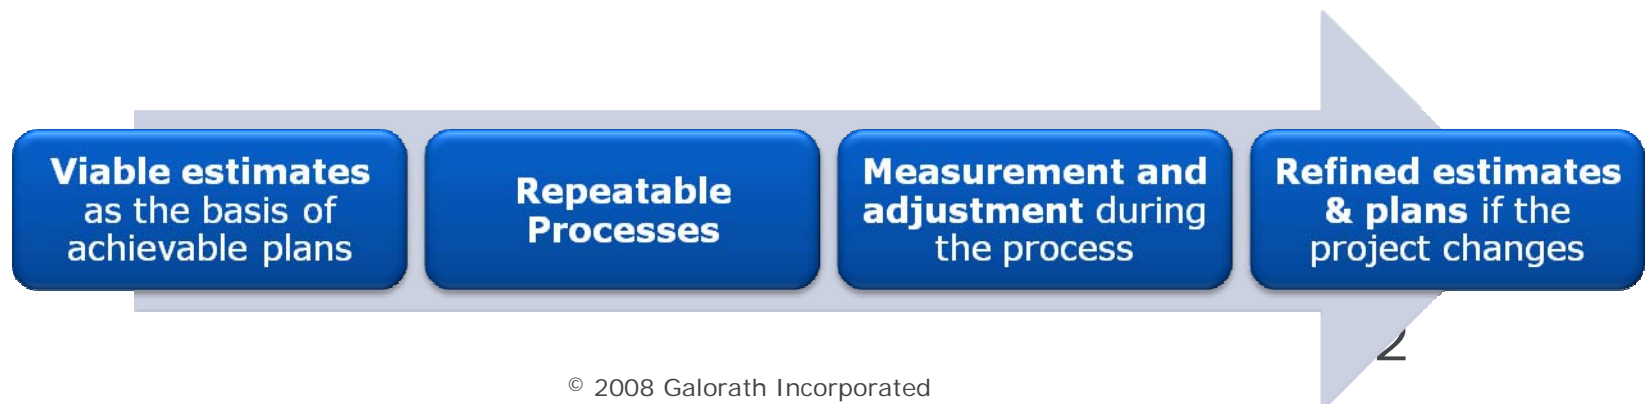 Viable estimates
as the basis of
achievable plans
Repeatable
Processes
Measurement and
adjustment during
the process
Refined estimates
& plans if the
project changes
2
© 2008 Galorath Incorporated